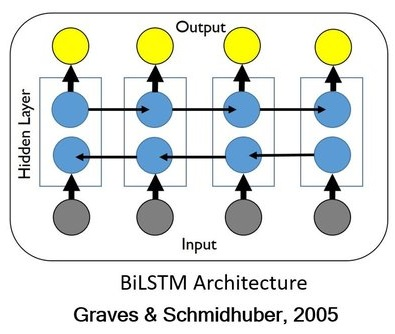 Output
Hidden Layer
Input
BiLSTM Architecture
Graves & Schmidhuber, 2005